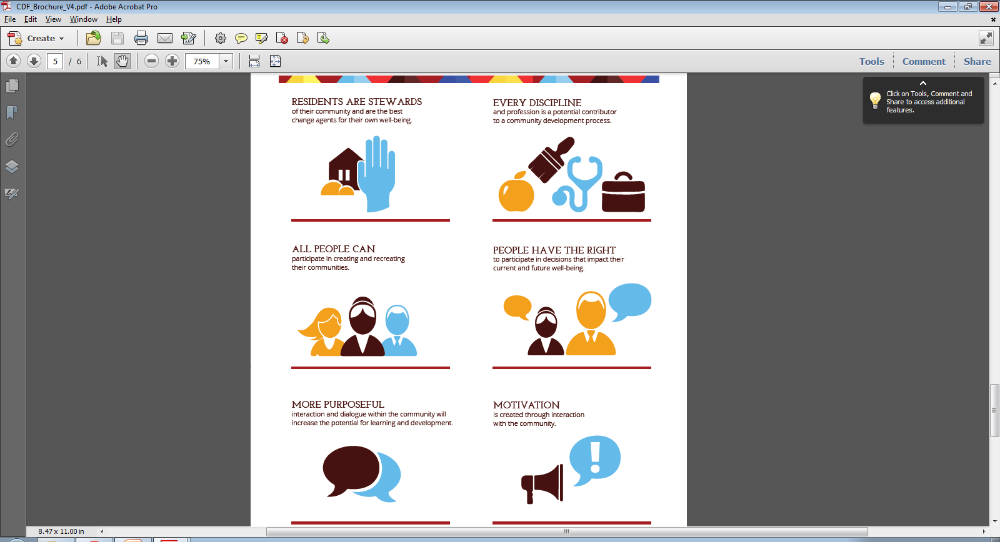 CDF_Brochure_V4.pdf - Adobe Acrobat Pro
File Edit View Window Help
Create
5 / 6 75% Tools Comment Share
Click on Tools, Comment and
Share to access additional
features.
RESIDENTS ARE STEWARDS
of their community and are the best
change agents for their own well-being.
EVERY DISCIPLINE
and profession is a potential contributor
to a community development process.
ALL PEOPLE CAN
participate in creating and recreating
their communities.
PEOPLE HAVE THE RIGHT
to participate in decisions that impact their
current and future well-being.
MORE PURPOSEFUL
interaction and dialogue within the community will
increase the potential for learning and development.
MOTIVATION
is created through interaction
with the community.
!
8.47 x 11.00 in